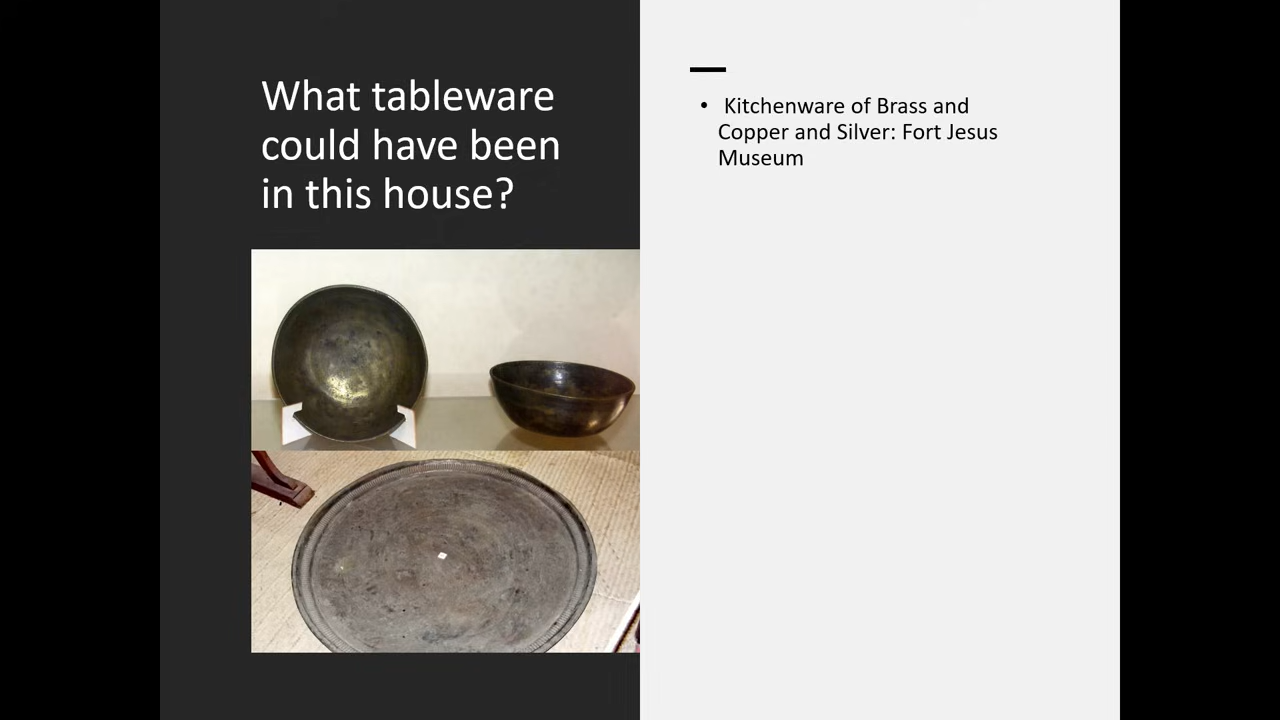 What tableware
could have been
in this house?
• Kitchenware of Brass and
Copper and Silver: Fort Jesus
Museum